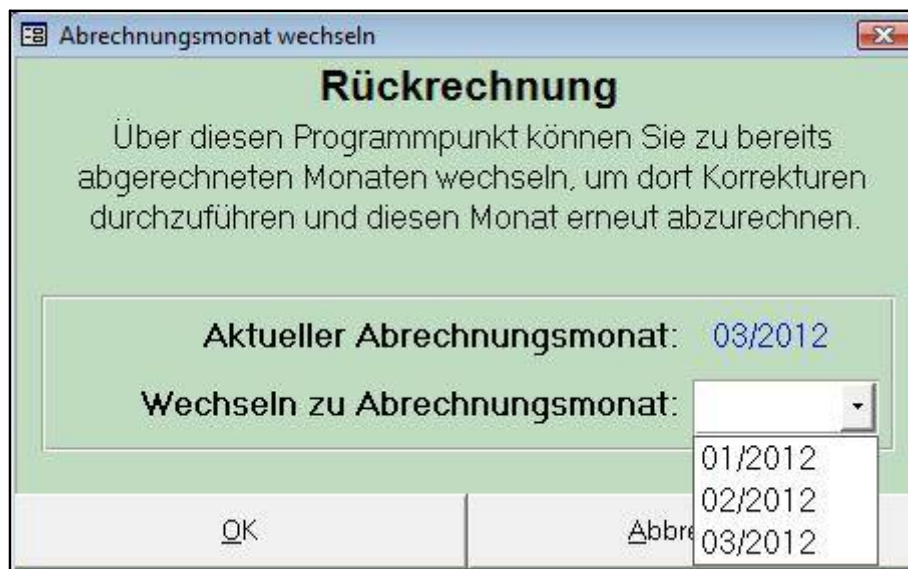 Abrechnungsmonat wechseln
Rückrechnung
Über diesen Programmpunkt können Sie zu bereits
abgerechneten Monaten wechseln, um dort Korrekturen
durchzuführen und diesen Monat erneut abzurechnen.
Aktueller Abrechnungsmonat: 03/2012
Wechseln zu Abrechnungsmonat:
01/2012
02/2012
03/2012
OK